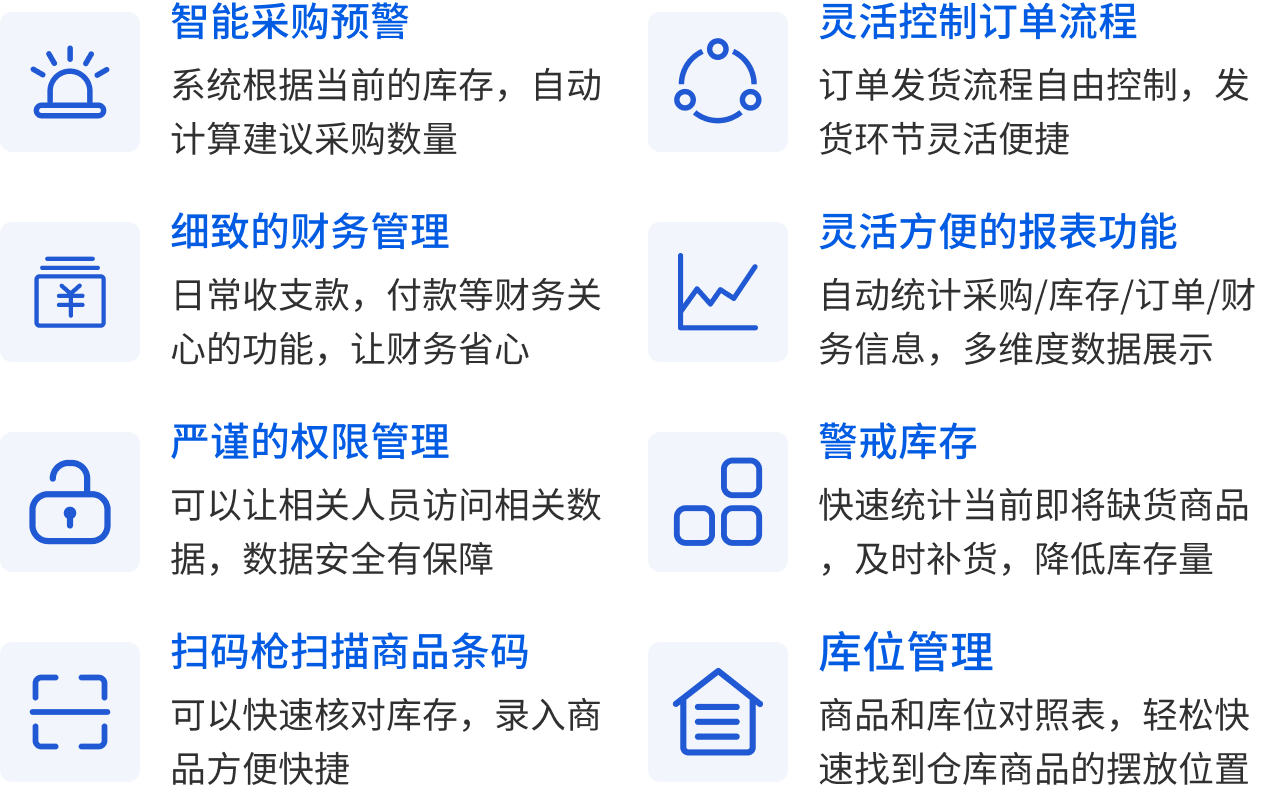 智能采购预警
系统根据当前的库存，自动
计算建议采购数量
灵活控制订单流程
订单发货流程自由控制，发
货环节灵活便捷
细致的财务管理
日常收支款，付款等财务关
心的功能，让财务省心
灵活方便的报表功能
自动统计采购/库存/订单/财
务信息，多维度数据展示
严谨的权限管理
可以让相关人员访问相关数
据，数据安全有保障
警戒库存
快速统计当前即将缺货商品
，及时补货，降低库存量
扫码枪扫描商品条码
可以快速核对库存，录入商
品方便快捷
库位管理
商品和库位对照表，轻松快
速找到仓库商品的摆放位置